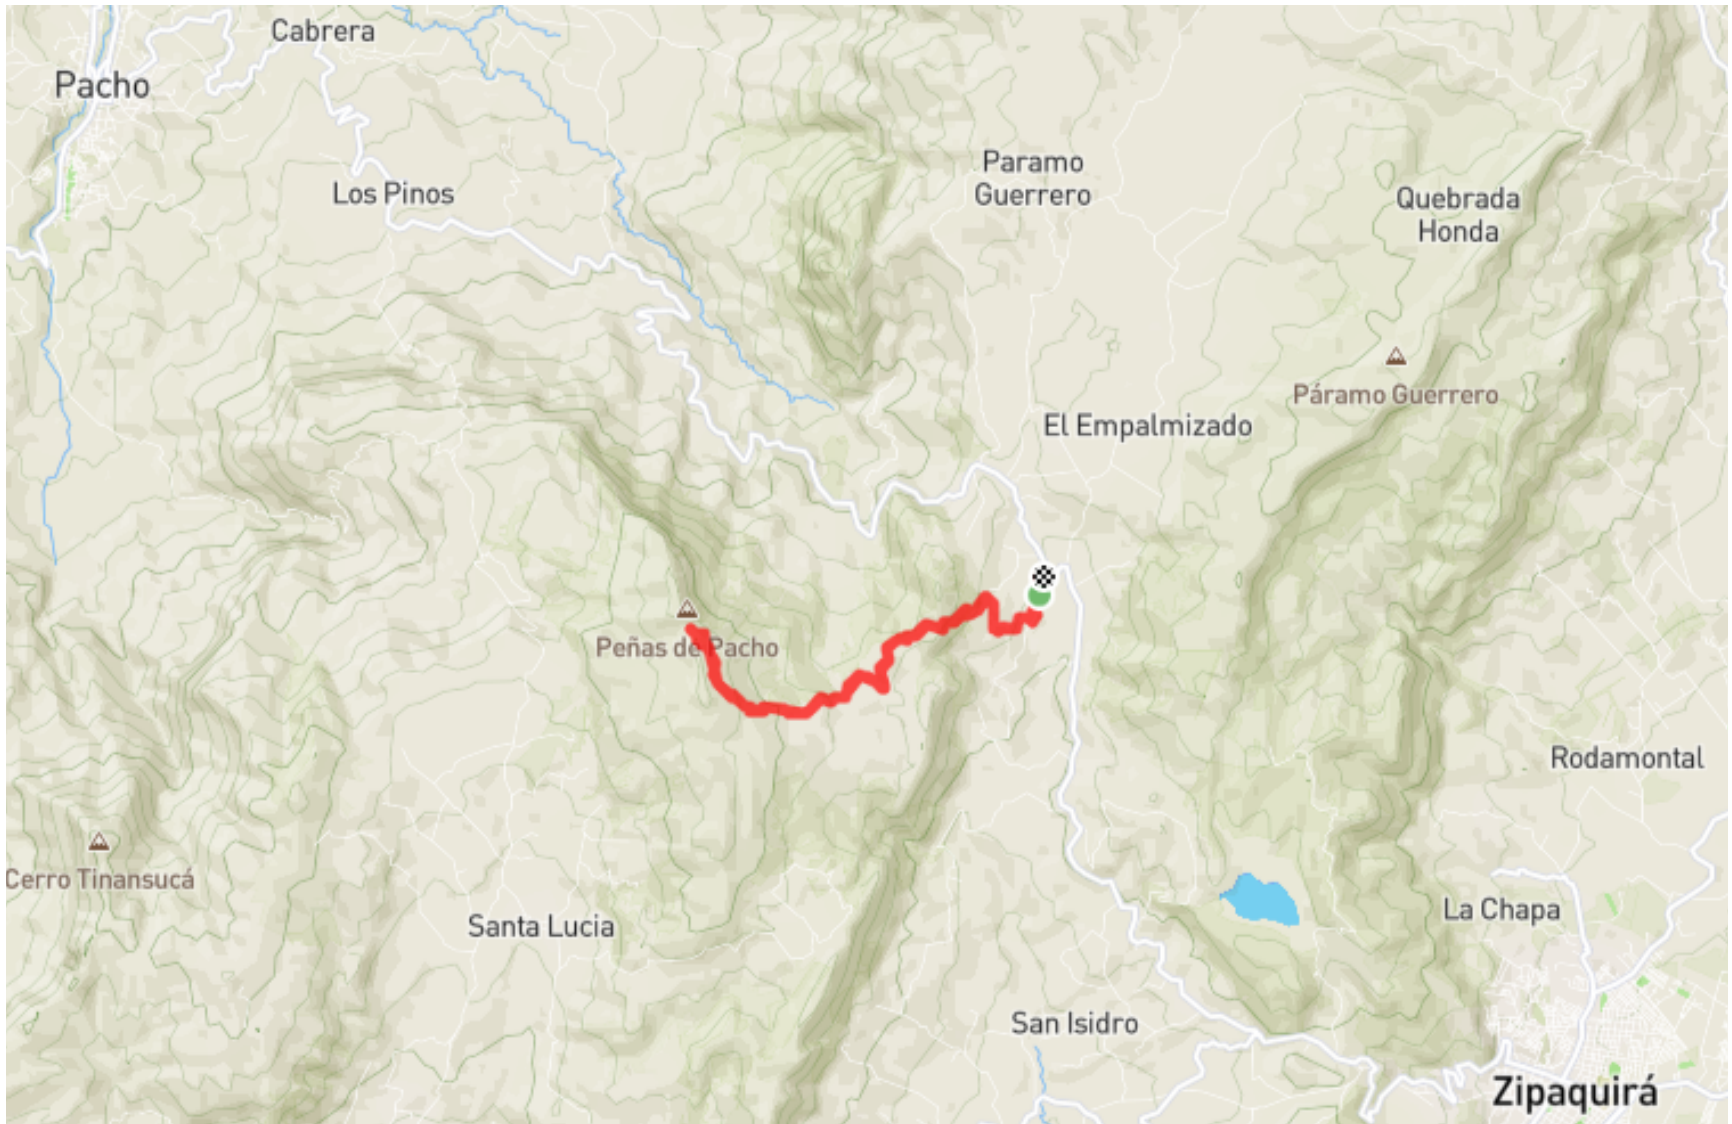 Cabrera
Pacho
Los Pinos
Paramo
Guerrero
Quebrada
Honda
Páramo Guerrero
El Empalmizado
Peñas de Pacho
Rodamontal
Cerro Tinansucá
Santa Lucia
La Chapa
San Isidro
Zipaquirá